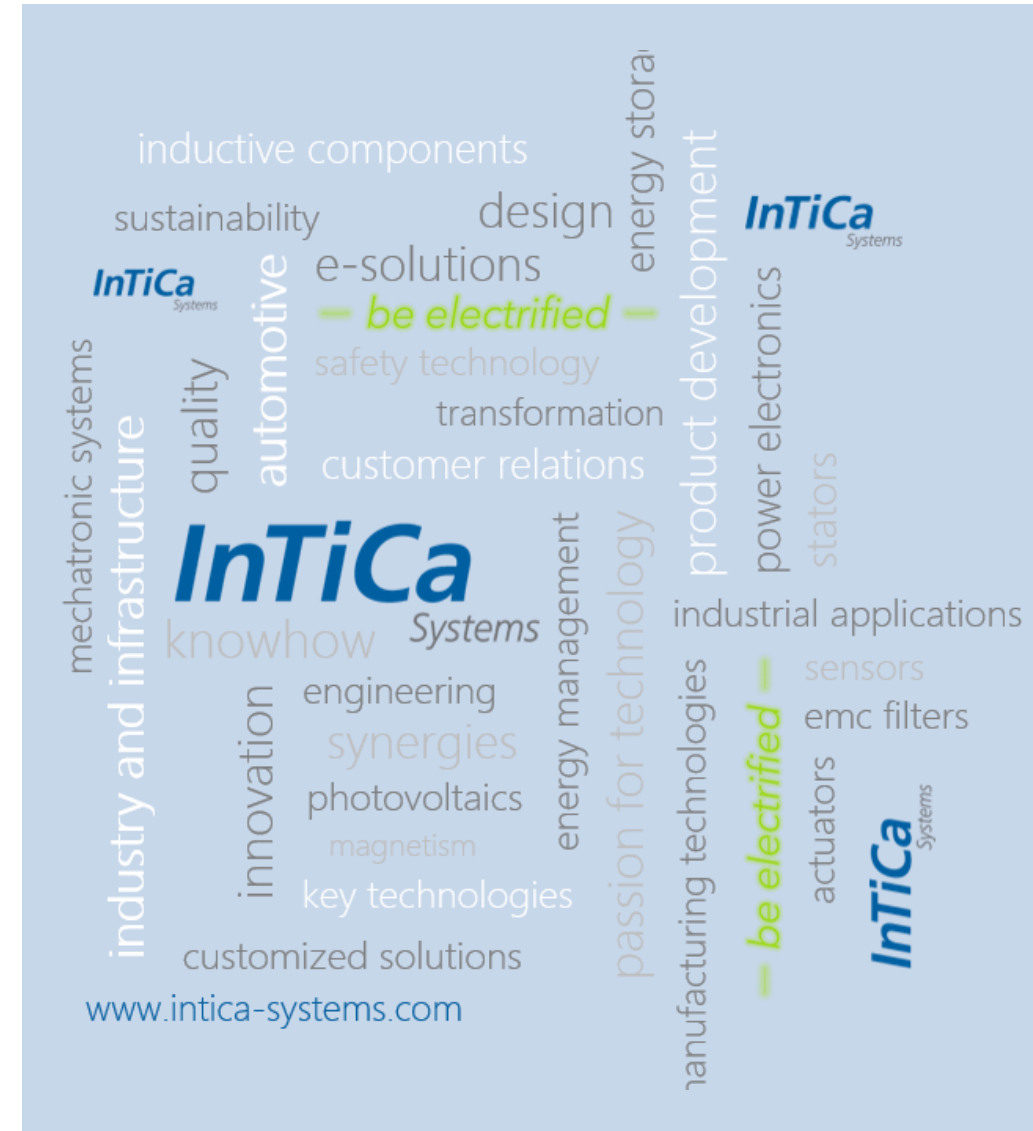 energy stora
inductive components
product development
sustainability
design
InTiCa
Systems
e-solutions
InTiCa
Systems
automotive
— be electrified —
power electronics
mechatronic systems
quality
safety technology
transformation
industry and infrastructure
customer relations
stators
InTiCa
Systems
energy management
passion for technology
knowhow
industrial applications
manufacturing technologies
— be electrified —
sensors
innovation
engineering
emc filters
synergies
actuators
InTiCa
Systems
photovoltaics
magnetism
key technologies
customized solutions
www.intica-systems.com